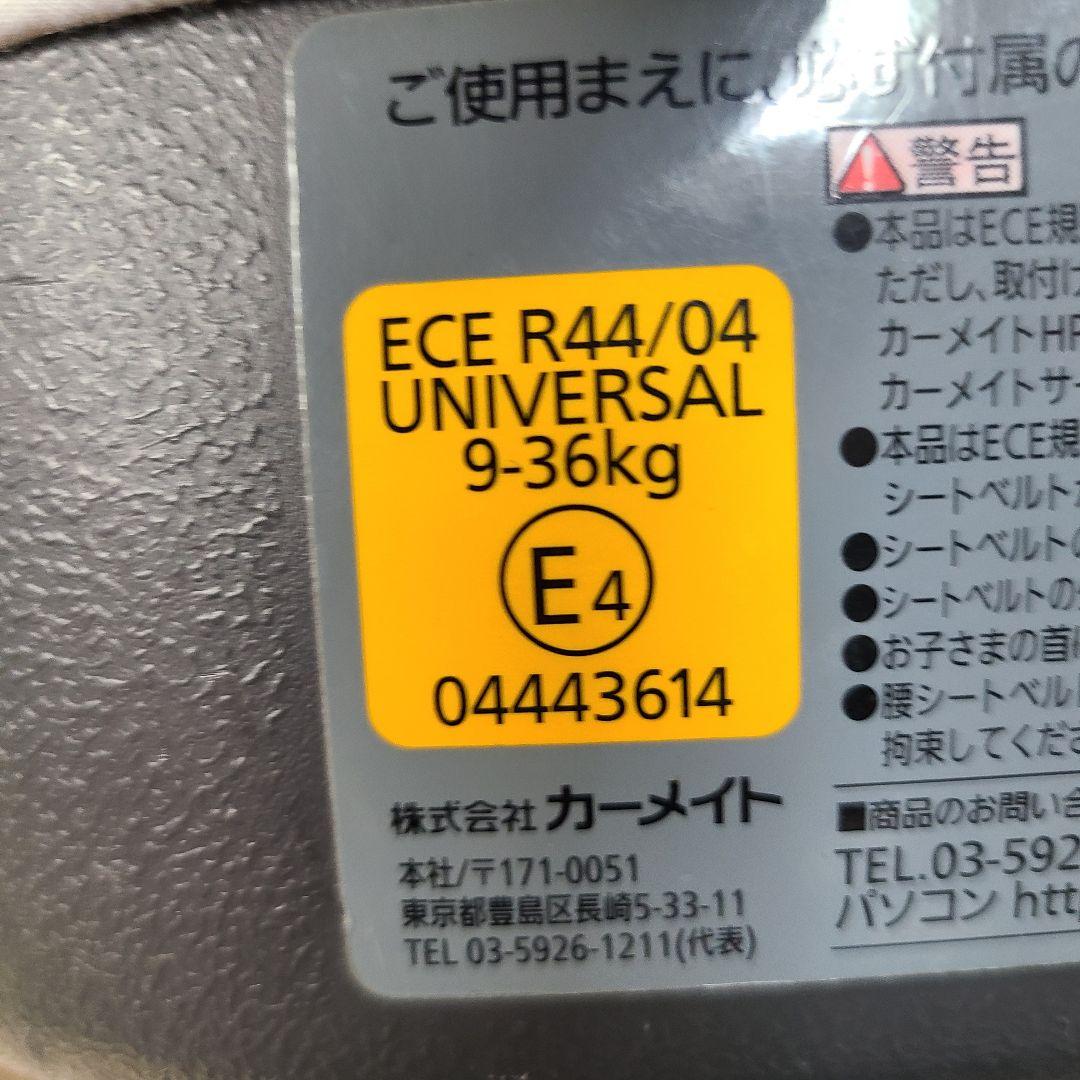 ご使用まえに、必ず付属の
警告
●本品はECE規
ただし、取付け
カーメイトHP
カーメイトサー
●本品はECE規
シートベルトが
●シートベルトの
●シートベルトの
●お子さまの首
●腰シートベルト
拘束してくださ
■商品のお問い合
TEL.03-592
パソコン http
ECE R44/04
UNIVERSAL
9-36kg
E4
04443614
株式会社カーメイト
本社/〒171-0051
東京都豊島区長崎5-33-11
TEL 03-5926-1211(代表)